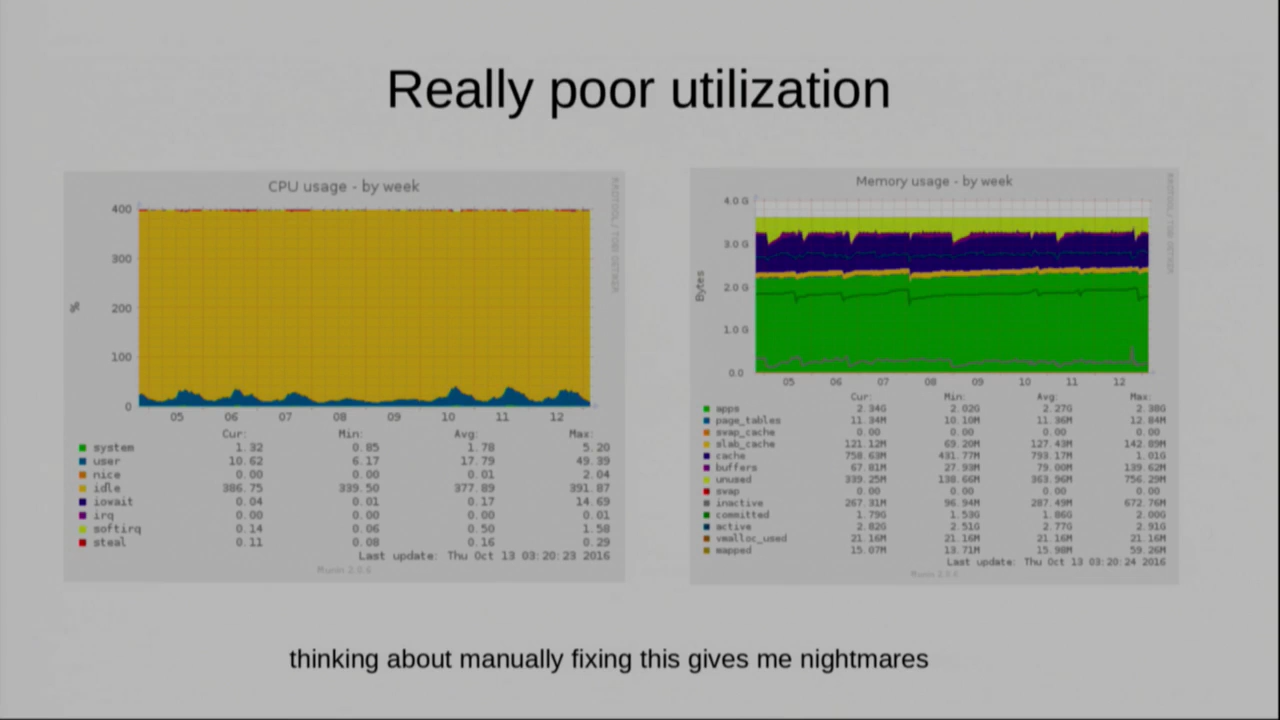 Really poor utilization
CPU usage - by week
RRDTOOL / TOBI OETIKER
%
400
300
200
100
0
05 06 07 08 09 10 11 12
Cur: Min: Avg: Max:
system 1.32 0.85 1.78 5.20
user 10.62 6.17 17.79 49.39
nice 0.00 0.00 0.01 2.04
idle 386.75 339.50 377.89 391.87
iowait 0.04 0.01 0.17 14.69
irq 0.00 0.00 0.00 0.01
softirq 0.14 0.06 0.50 1.58
steal 0.11 0.08 0.16 0.29
Last update: Thu Oct 13 03:20:23 2016
Munin 2.0.6
Memory usage - by week
RRDTOOL / TOBI OETIKER
Bytes
4.0 G
3.0 G
2.0 G
1.0 G
0.0
05 06 07 08 09 10 11 12
Cur: Min: Avg: Max:
apps 2.34G 2.02G 2.27G 2.38G
page_tables 11.34M 10.10M 11.36M 12.84M
swap_cache 0.00 0.00 0.00 0.00
slab_cache 121.12M 69.20M 127.43M 142.89M
cache 758.63M 431.77M 793.17M 1.01G
buffers 67.81M 27.93M 79.00M 139.62M
unused 339.25M 138.66M 363.96M 756.29M
swap 0.00 0.00 0.00 0.00
inactive 267.31M 96.94M 287.49M 672.76M
committed 1.79G 1.53G 1.86G 2.00G
active 2.82G 2.51G 2.77G 2.91G
vmalloc_used 21.16M 21.16M 21.16M 21.16M
mapped 15.07M 13.71M 15.98M 59.26M
Last update: Thu Oct 13 03:20:24 2016
Munin 2.0.6
thinking about manually fixing this gives me nightmares